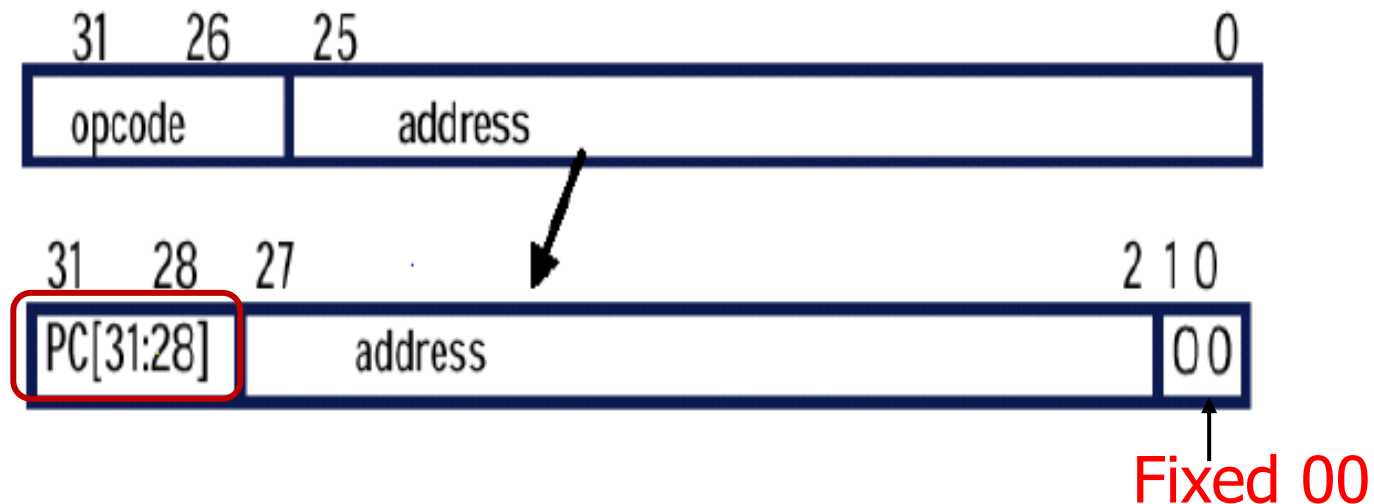 31 26 25 0
opcode address
31 28 27 2 1 0
PC[31:28] address 00
Fixed 00